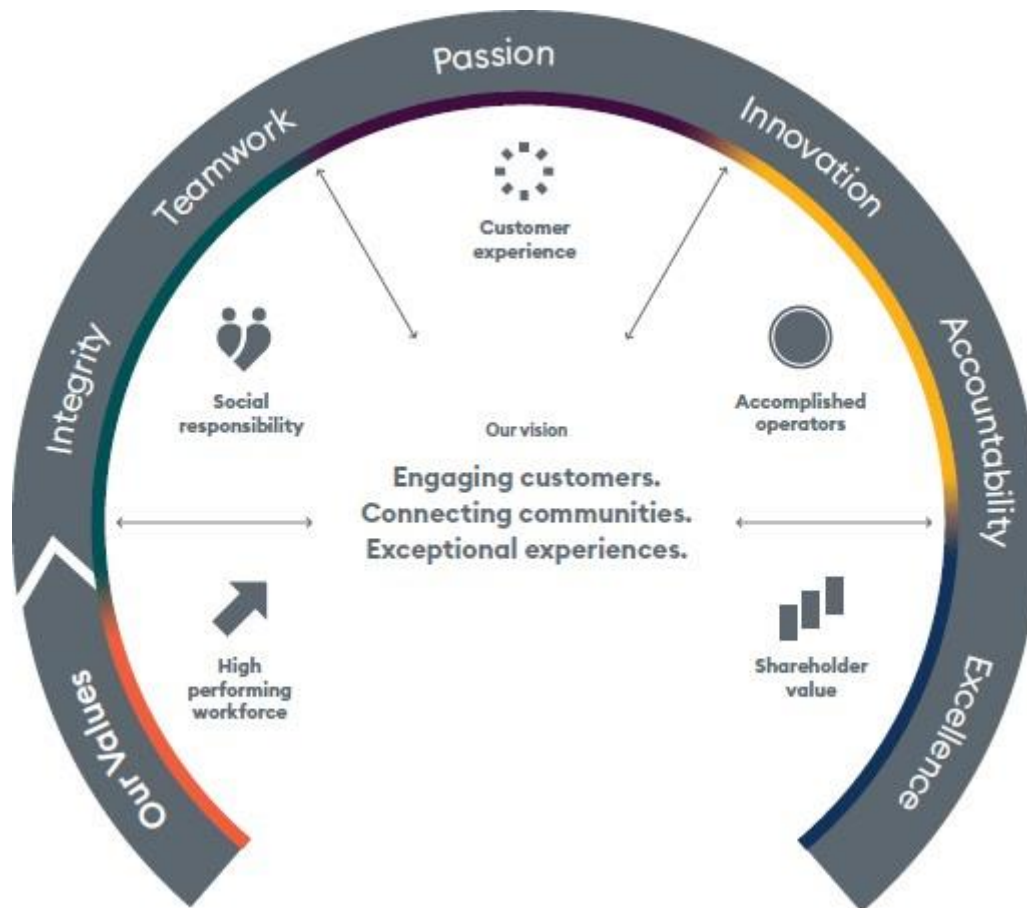 Our Values
Integrity
Teamwork
Passion
Innovation
Accountability
Excellence
Customer
experience
Social
responsibility
Accomplished
operators
Our vision
Engaging customers.
Connecting communities.
Exceptional experiences.
High
performing
workforce
Shareholder
value